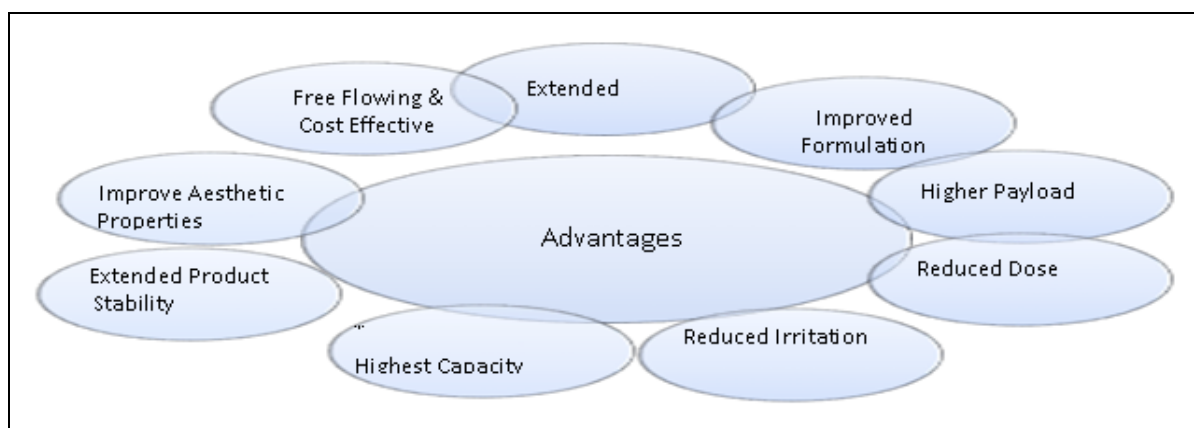 Extended
Free Flowing &
Cost Effective
Improved
Formulation
Improve Aesthetic
Properties
Higher Payload
Advantages
Extended Product
Stability
Reduced Dose
*
Highest Capacity
Reduced Irritation